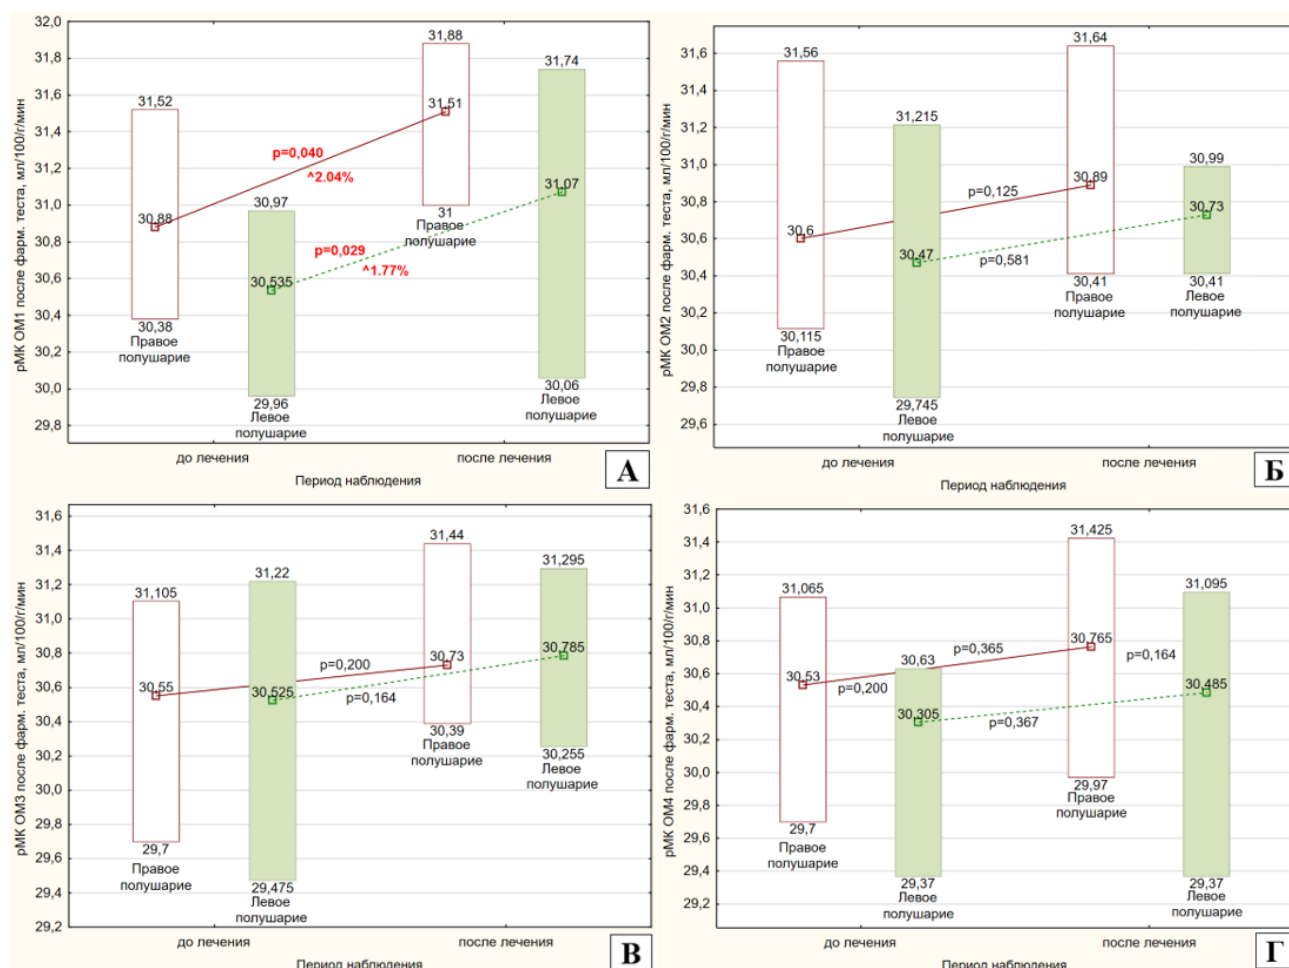 рМК ОМ1 после фарм. теста, мл/100/г/мин
32,0
31,8
31,6
31,4
31,2
31,0
30,8
30,6
30,4
30,2
30,0
29,8
31,52
30,88
30,38
Правое
полушарие
30,97
30,535
29,96
Левое
полушарие
p=0,040
^2.04%
p=0,029
^1.77%
31,88
31,51
31
Правое
полушарие
31,74
31,07
30,06
Левое
полушарие
до лечения
после лечения
Период наблюдения
А
рМК ОМ2 после фарм. теста, мл/100/г/мин
31,6
31,4
31,2
31,0
30,8
30,6
30,4
30,2
30,0
29,8
29,6
31,56
30,6
30,115
Правое
полушарие
31,215
30,47
29,745
Левое
полушарие
p=0,125
p=0,581
31,64
30,89
30,41
Правое
полушарие
30,99
30,73
30,41
Левое
полушарие
до лечения
после лечения
Период наблюдения
Б
рМК ОМ3 после фарм. теста, мл/100/г/мин
31,6
31,4
31,2
31,0
30,8
30,6
30,4
30,2
30,0
29,8
29,6
29,4
29,2
31,105
30,55
29,7
Правое
полушарие
31,22
30,525
29,475
Левое
полушарие
p=0,200
p=0,164
31,44
30,73
30,39
Правое
полушарие
31,295
30,785
30,255
Левое
полушарие
до лечения
после лечения
Период наблюдения
В
рМК ОМ4 после фарм. теста, мл/100/г/мин
31,6
31,4
31,2
31,0
30,8
30,6
30,4
30,2
30,0
29,8
29,6
29,4
29,2
31,065
30,53
29,7
Правое
полушарие
p=0,200
30,63
30,305
29,37
Левое
полушарие
p=0,365
p=0,367
31,425
30,765
29,97
Правое
полушарие
p=0,164
31,095
30,485
29,37
Левое
полушарие
до лечения
после лечения
Период наблюдения
Г